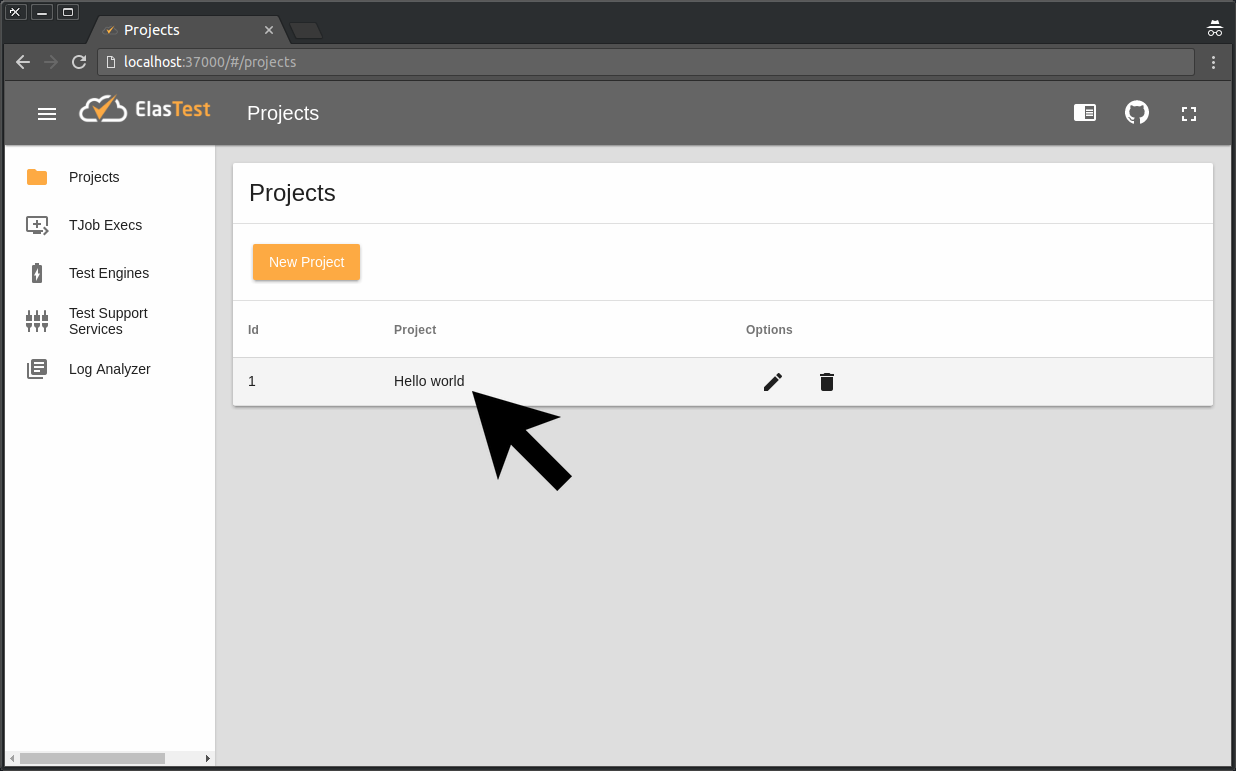 Projects
localhost:37000/#/projects
ElasTest
Projects
Projects
TJob Execs
Test Engines
Test Support
Services
Log Analyzer
Projects
New Project
Id Project Options
1 Hello world